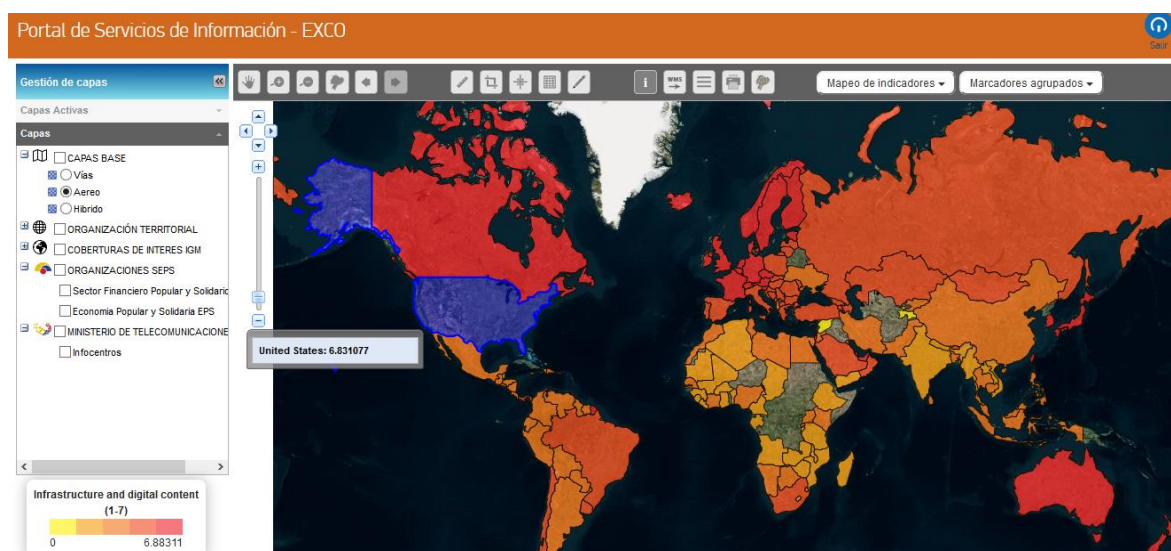 Portal de Servicios de Información - EXCO
Salir
Gestión de capas
Mapeo de indicadores
Marcadores agrupados
Capas Activas
Capas
CAPAS BASE
Vías
Aereo
Hibrido
ORGANIZACIÓN TERRITORIAL
COBERTURAS DE INTERES IGM
ORGANIZACIONES SEPS
Sector Financiero Popular y Solidaric
Economia Popular y Solidaria EPS
MINISTERIO DE TELECOMUNICACIONE
Infocentros
i
WMS
United States: 6.831077
Infrastructure and digital content
(1-7)
0 6.88311